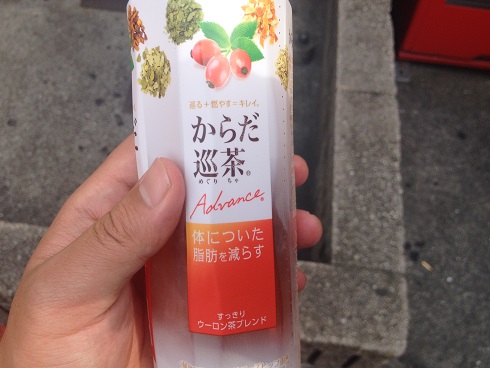 巡る+燃やす=キレイ。
からだ
巡茶®
めぐり ちゃ
Advance®
体についた
脂肪を減らす
すっきり
ウーロン茶ブレンド